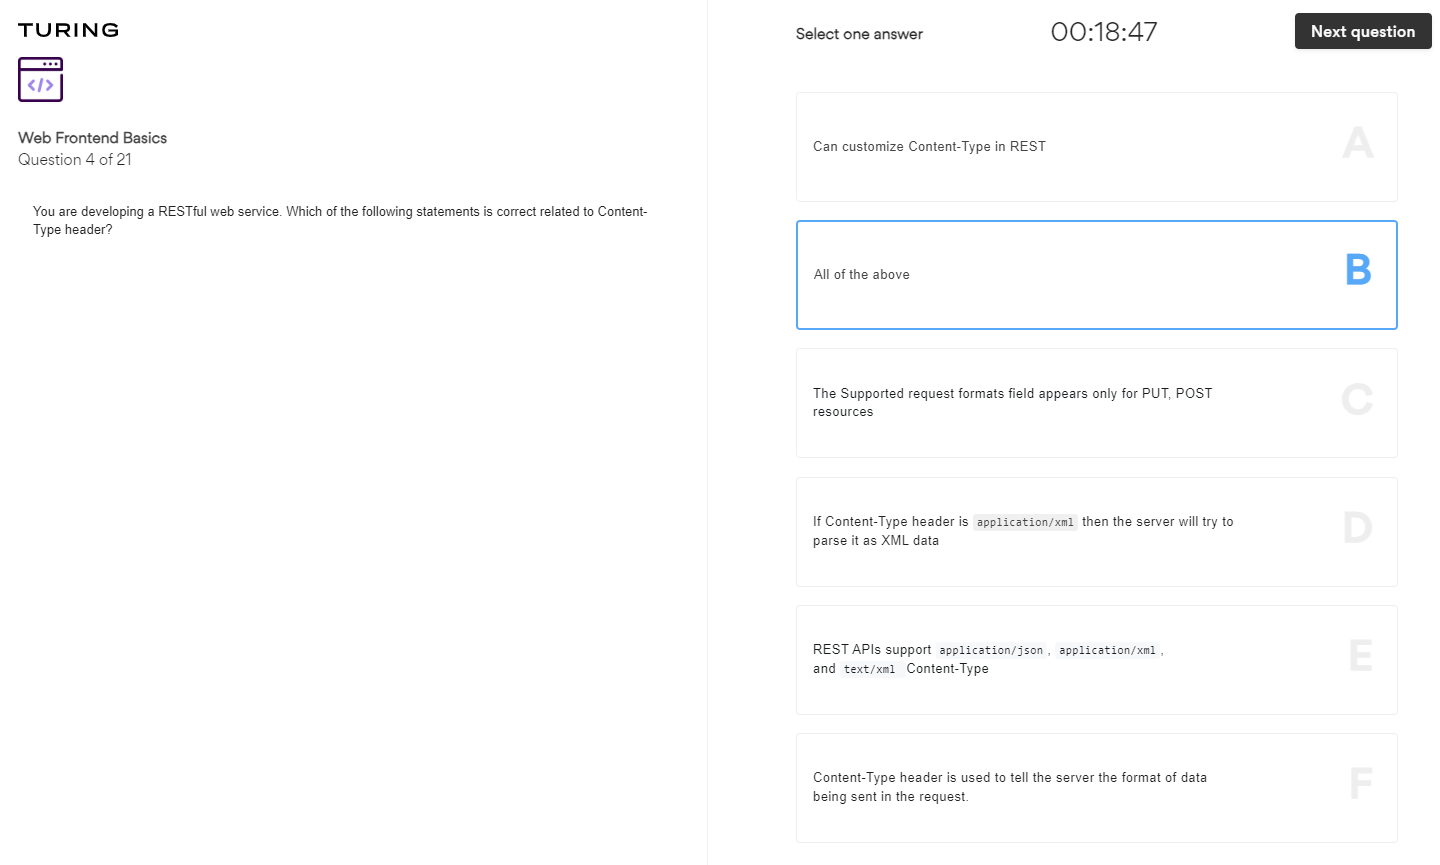 TURING
</>
Web Frontend Basics
Question 4 of 21
You are developing a RESTful web service. Which of the following statements is correct related to Content-
Type header?
Select one answer
00:18:47
Next question
Can customize Content-Type in REST
A
All of the above
B
The Supported request formats field appears only for PUT, POST
resources
C
If Content-Type header is application/xml then the server will try to
parse it as XML data
D
REST APIs support application/json, application/xml,
and text/xml Content-Type
E
Content-Type header is used to tell the server the format of data
being sent in the request.
F